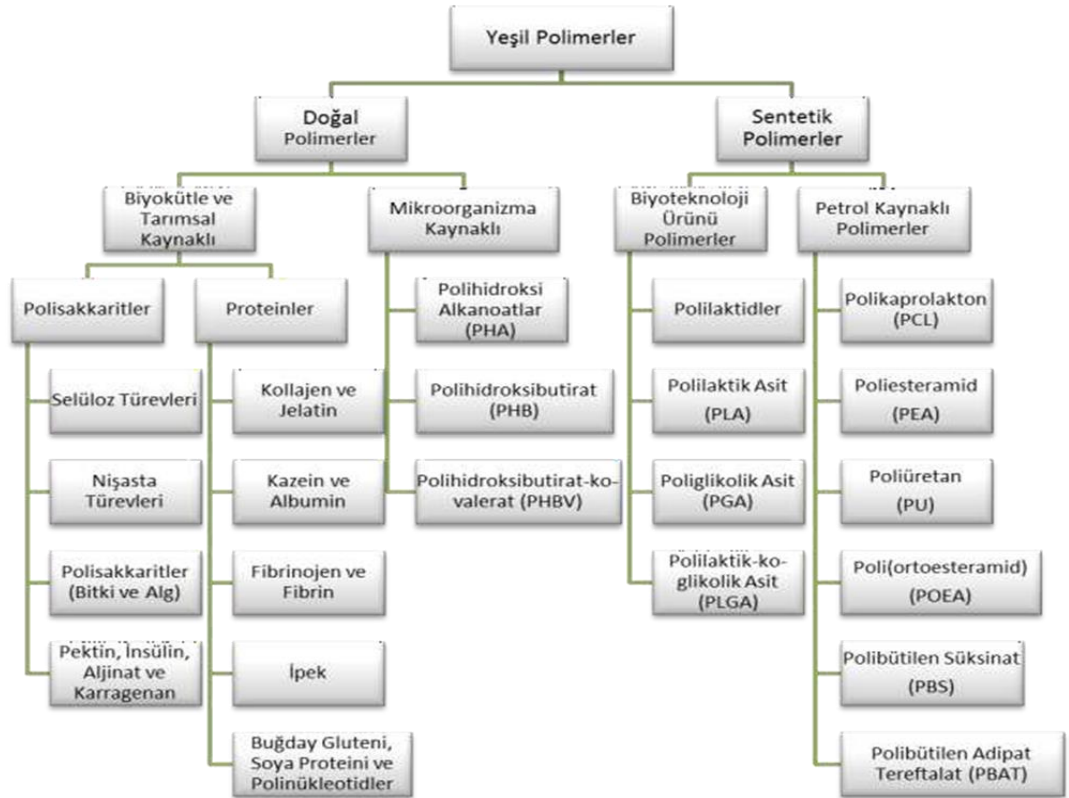 Yeşil Polimerler
Doğal
Polimerler
Sentetik
Polimerler
Biyokütle ve
Tarımsal
Kaynaklı
Mikroorganizma
Kaynaklı
Biyoteknoloji
Ürünü
Polimerler
Petrol Kaynaklı
Polimerler
Polisakkaritler
Selüloz Türevleri
Nişasta
Türevleri
Polisakkaritler
(Bitki ve Alg)
Pektin, İnsülin,
Aljinat ve
Karragenan
Proteinler
Kollajen ve
Jelatin
Kazein ve
Albumin
Fibrinojen ve
Fibrin
İpek
Buğday Gluteni,
Soya Proteini ve
Polinükleotidler
Polihidroksi
Alkanoatlar
(PHA)
Polihidroksibutirat
(PHB)
Polihidroksibutirat-ko-
valerat (PHBV)
Polilaktidler
Polilaktik Asit
(PLA)
Poliglikolik Asit
(PGA)
Polilaktik-ko-
glikolik Asit
(PLGA)
Polikaprolakton
(PCL)
Poliesteramid
(PEA)
Poliüretan
(PU)
Poli(ortoesteramid)
(POEA)
Polibütilen Süksinat
(PBS)
Polibütilen Adipat
Tereftalat (PBAT)